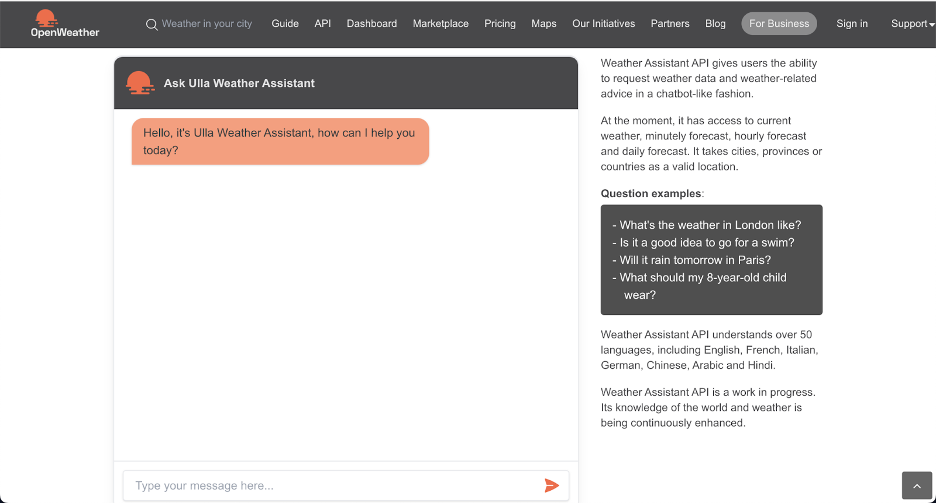 OpenWeather
Weather in your city
Guide
API
Dashboard
Marketplace
Pricing
Maps
Our Initiatives
Partners
Blog
For Business
Sign in
Support
Ask Ulla Weather Assistant
Hello, it's Ulla Weather Assistant, how can I help you
today?
Type your message here...
Weather Assistant API gives users the ability
to request weather data and weather-related
advice in a chatbot-like fashion.
At the moment, it has access to current
weather, minutely forecast, hourly forecast
and daily forecast. It takes cities, provinces or
countries as a valid location.
Question examples:
- What's the weather in London like?
- Is it a good idea to go for a swim?
- Will it rain tomorrow in Paris?
- What should my 8-year-old child
wear?
Weather Assistant API understands over 50
languages, including English, French, Italian,
German, Chinese, Arabic and Hindi.
Weather Assistant API is a work in progress.
Its knowledge of the world and weather is
being continuously enhanced.